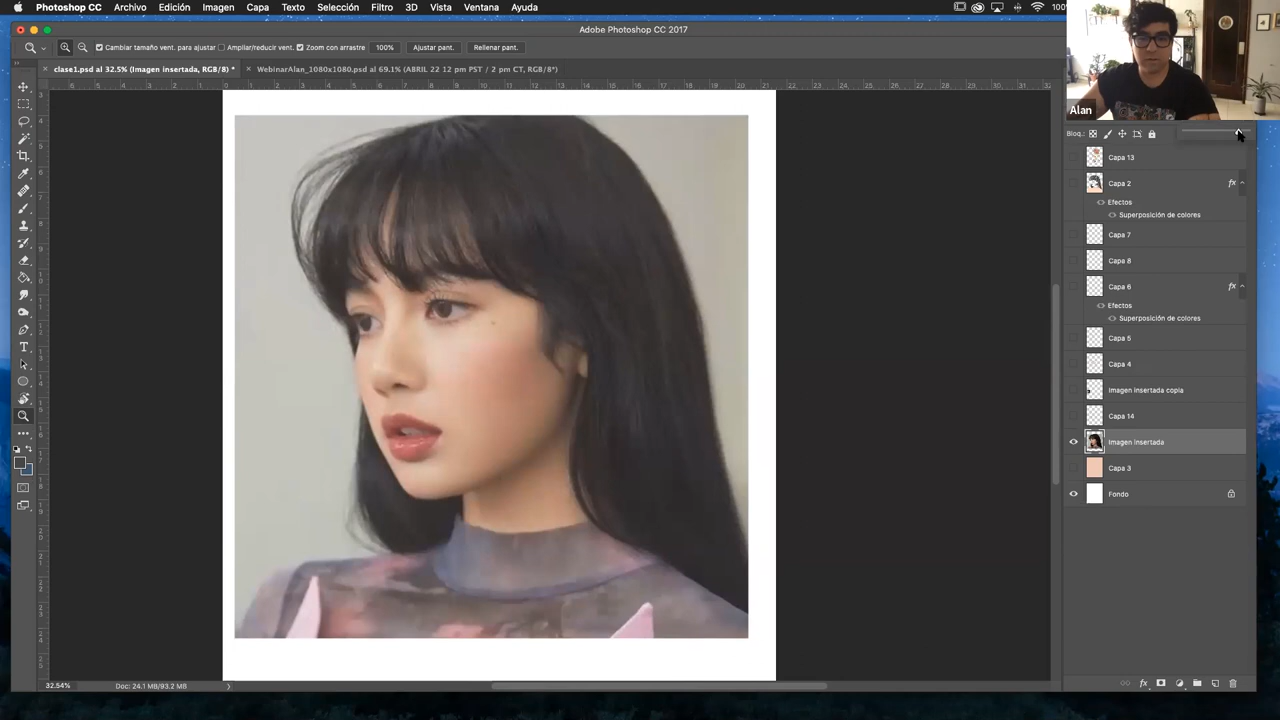 Photoshop CC Archivo Edición Imagen Capa Texto Selección Filtro 3D Vista Ventana Ayuda
Adobe Photoshop CC 2017
Cambiar tamaño vent. para ajustar Ampliar/reducir vent. Zoom con arrastre 100% Ajustar pant. Rellenar pant.
clase1.psd al 32.5% (Imagen insertada, RGB/8) * WebinarAlan_1080x1080.psd al 69.1% (ABRIL 22 12 pm PST / 2 pm CT, RGB/8*)
Alan
Bloq.:
Capa 13
Capa 2 fx
Efectos
Superposición de colores
Capa 7
Capa 8
Capa 6 fx
Efectos
Superposición de colores
Capa 5
Capa 4
Imagen insertada copia
Capa 14
Imagen insertada
Capa 3
Fondo
32.54% Doc: 24.1 MB/93.2 MB